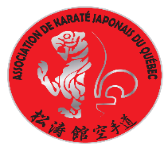 ASSOCIATION DE KARATÉ JAPONAIS DU QUÉBEC
松濤館空手道